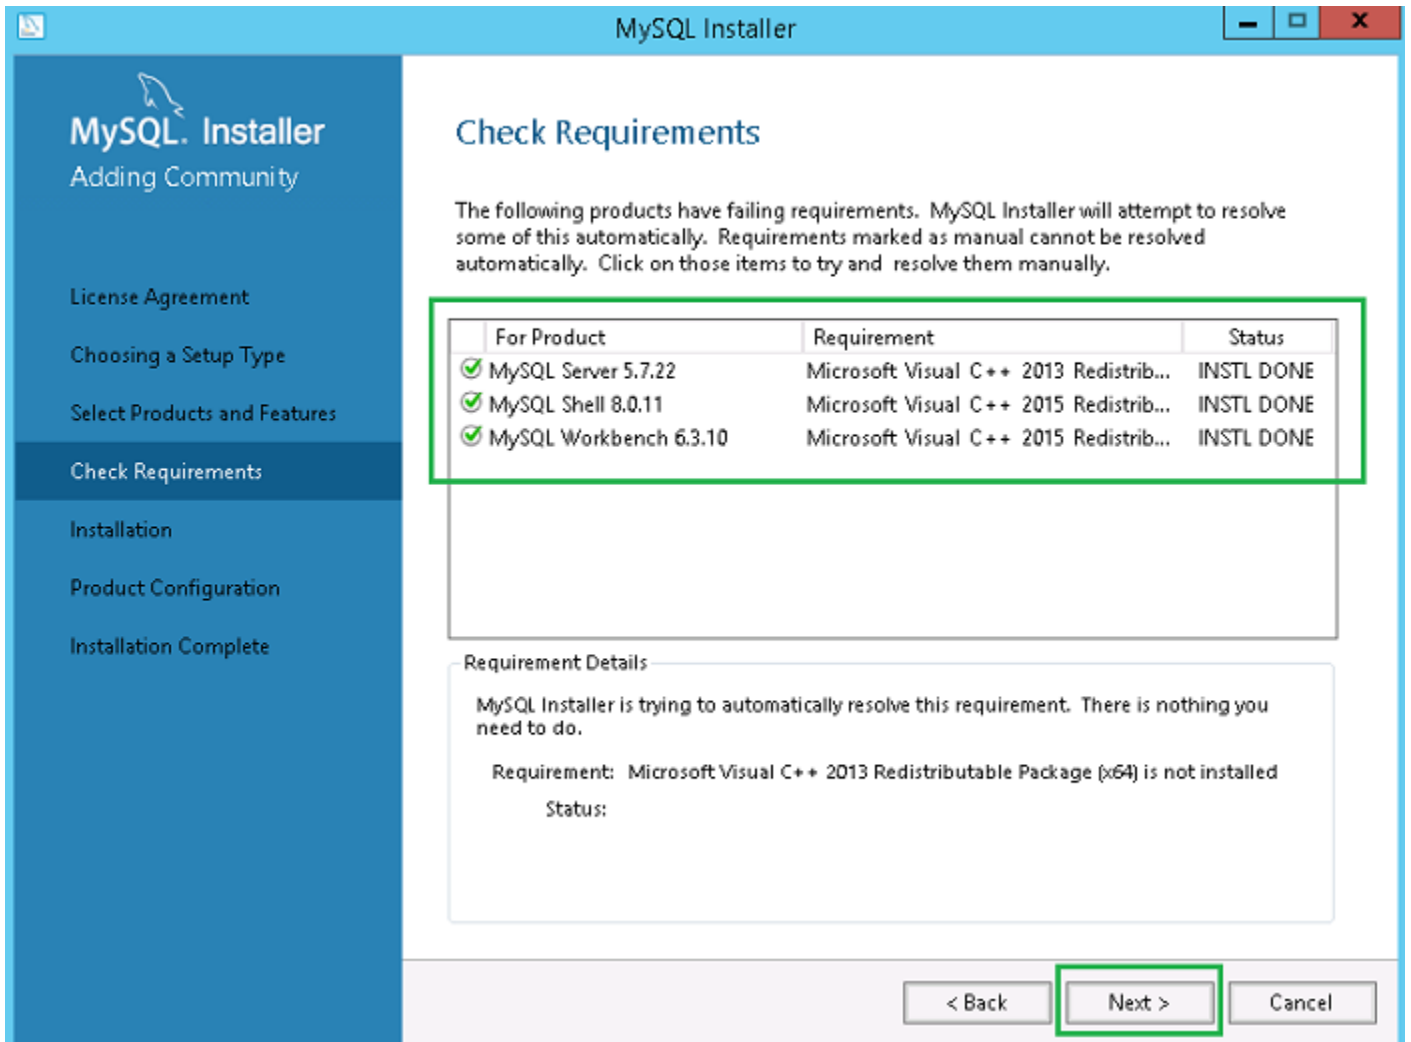 MySQL Installer
MySQL. Installer
Adding Community
License Agreement
Choosing a Setup Type
Select Products and Features
Check Requirements
Installation
Product Configuration
Installation Complete
Check Requirements
The following products have failing requirements. MySQL Installer will attempt to resolve
some of this automatically. Requirements marked as manual cannot be resolved
automatically. Click on those items to try and resolve them manually.
For Product Requirement Status
MySQL Server 5.7.22 Microsoft Visual C++ 2013 Redistrib... INSTL DONE
MySQL Shell 8.0.11 Microsoft Visual C++ 2015 Redistrib... INSTL DONE
MySQL Workbench 6.3.10 Microsoft Visual C++ 2015 Redistrib... INSTL DONE
Requirement Details
MySQL Installer is trying to automatically resolve this requirement. There is nothing you
need to do.
Requirement: Microsoft Visual C++ 2013 Redistributable Package (x64) is not installed
Status:
< Back Next > Cancel